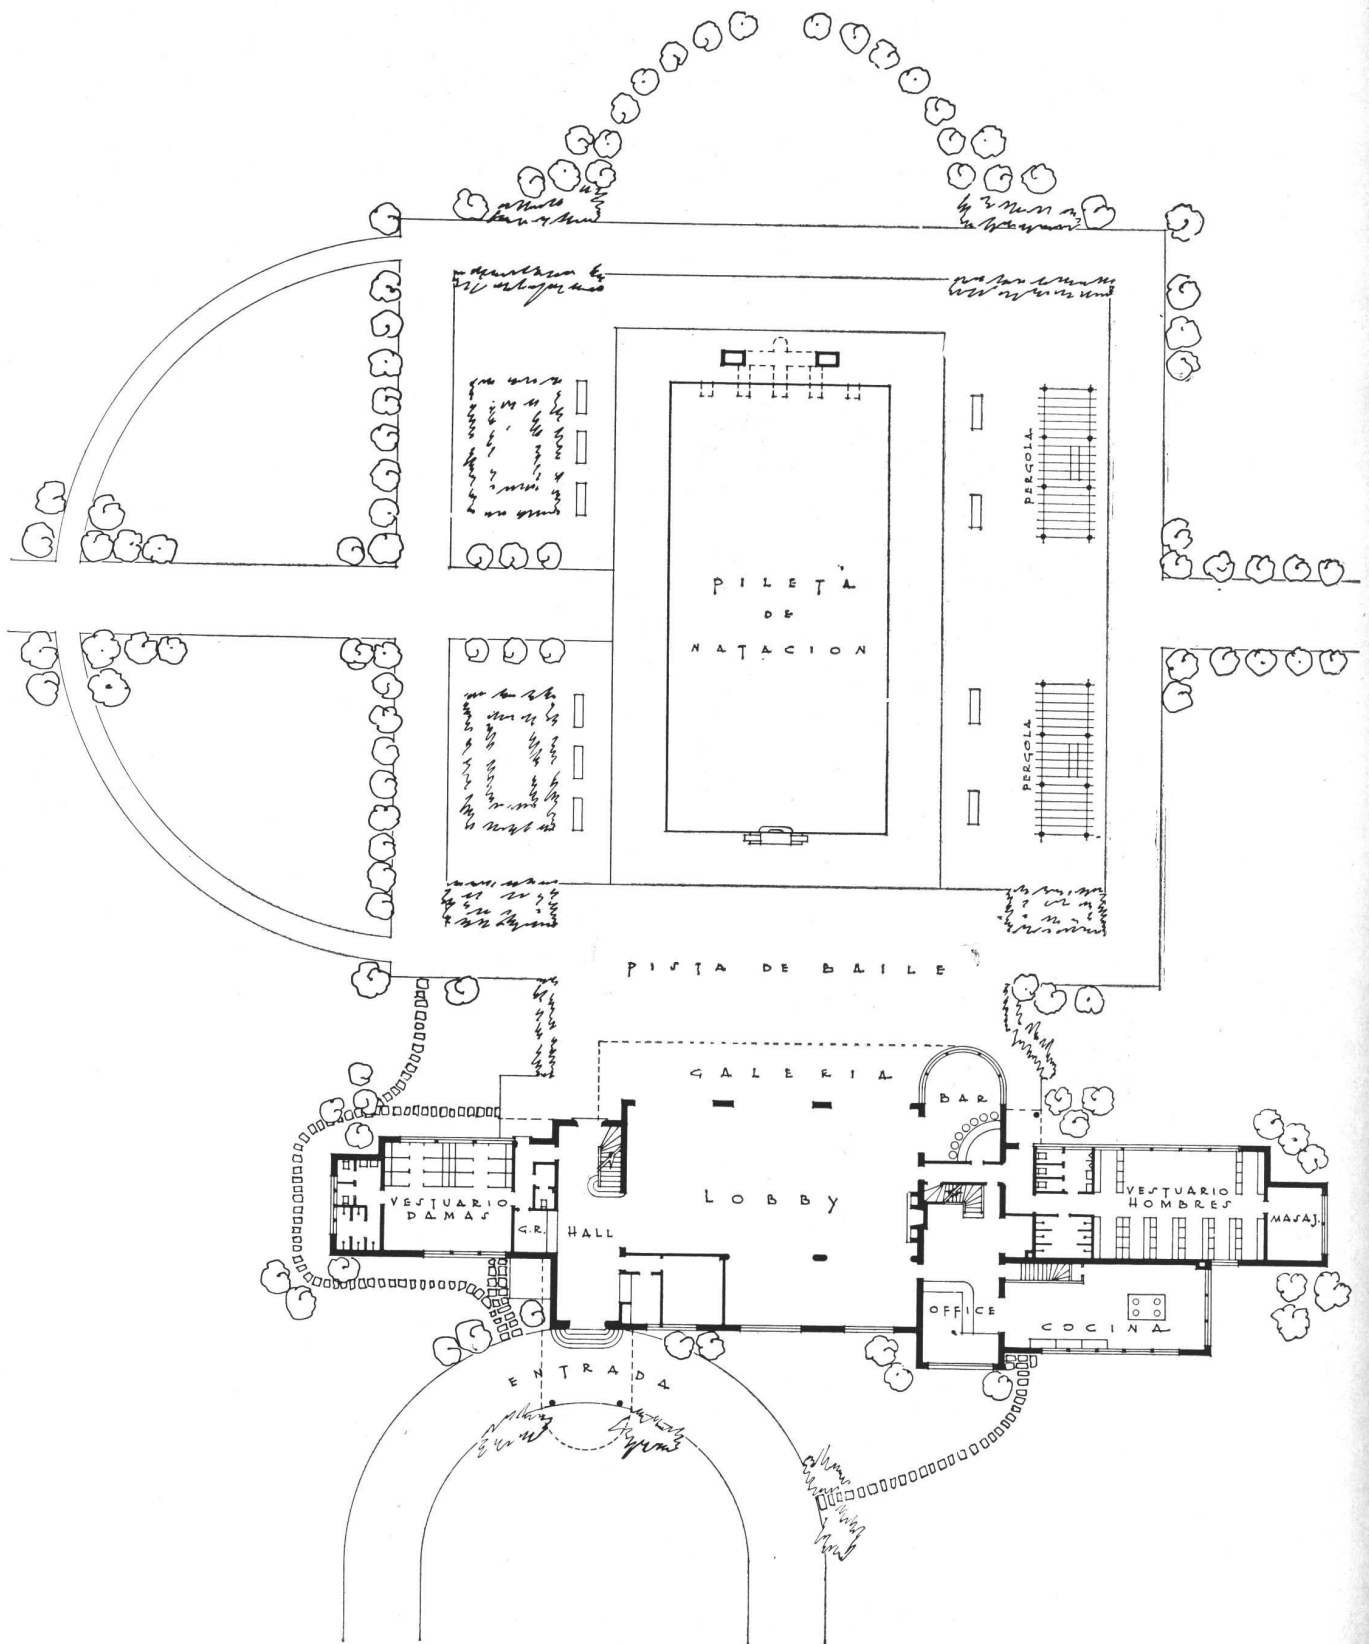 PERGOLA
PILETA
DE
NATACION
PERGOLA
PISTA DE BAILE
GALERIA
BAR
VESTUARIO
DAMAS
G.R.
HALL
LOBBY
VESTUARIO
HOMBRES
MASAJ.
OFFICE
COCINA
ENTRADA